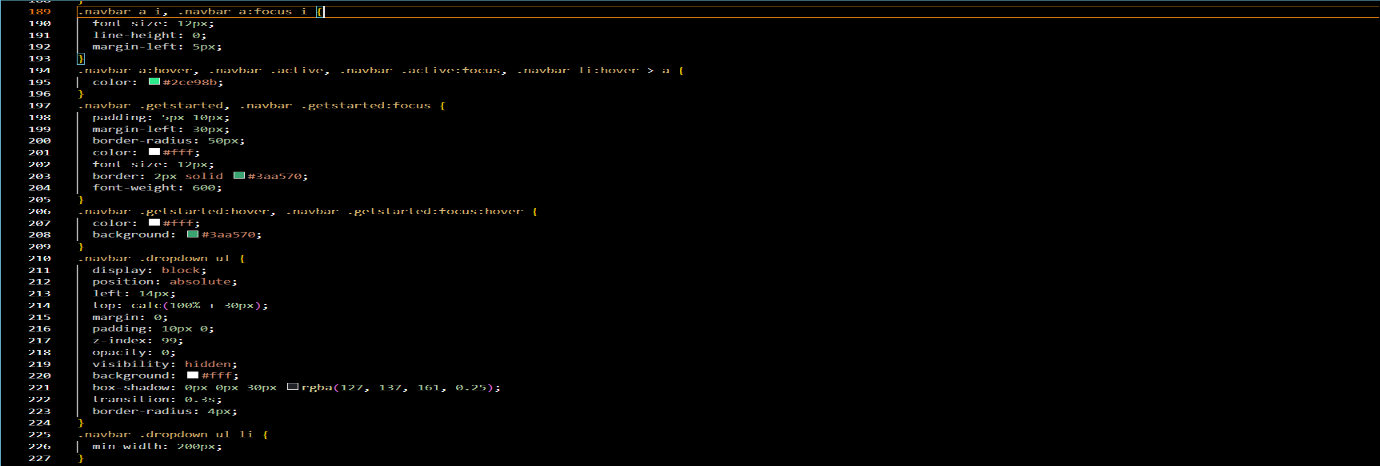 189 .navbar a i, .navbar a:focus i {
190 font-size: 12px;
191 line-height: 0;
192 margin-left: 5px;
193 }
194 .navbar a:hover, .navbar .active, .navbar .active:focus, .navbar li:hover > a {
195 color: #2ce98b;
196 }
197 .navbar .getstarted, .navbar .getstarted:focus {
198 padding: 5px 10px;
199 margin-left: 30px;
200 border-radius: 50px;
201 color: #fff;
202 font-size: 12px;
203 border: 2px solid #3aa570;
204 font-weight: 600;
205 }
206 .navbar .getstarted:hover, .navbar .getstarted:focus:hover {
207 color: #fff;
208 background: #3aa570;
209 }
210 .navbar .dropdown ul {
211 display: block;
212 position: absolute;
213 left: 14px;
214 top: calc(100% + 30px);
215 margin: 0;
216 padding: 10px 0;
217 z-index: 99;
218 opacity: 0;
219 visibility: hidden;
220 background: #fff;
221 box-shadow: 0px 0px 30px rgba(127, 137, 161, 0.25);
222 transition: 0.3s;
223 border-radius: 4px;
224 }
225 .navbar .dropdown ul li {
226 min-width: 200px;
227 }